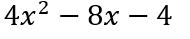 4x² − 8x − 4